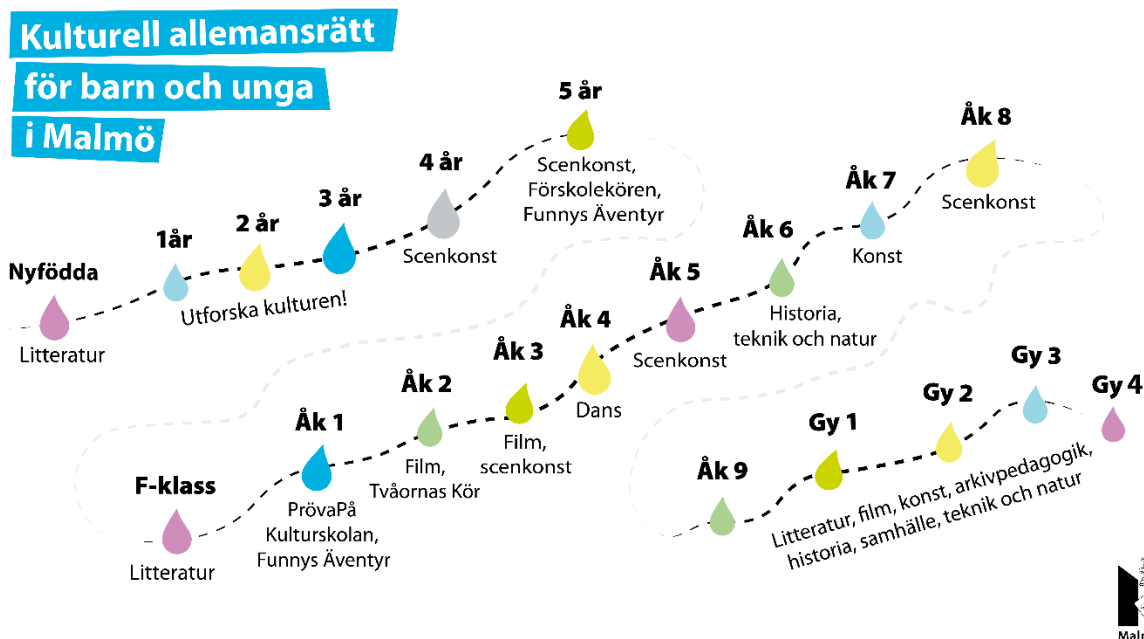 Kulturell allemansrätt
för barn och unga
i Malmö
Nyfödda
Litteratur
1år
2 år
3 år
Utforska kulturen!
4 år
Scenkonst
5 år
Scenkonst,
Förskolekören,
Funnys Äventyr
F-klass
Litteratur
Åk 1
PrövaPå
Kulturskolan,
Funnys Äventyr
Åk 2
Film,
Tvåornas Kör
Åk 3
Film,
scenkonst
Åk 4
Dans
Åk 5
Scenkonst
Åk 6
Historia,
teknik och natur
Åk 7
Konst
Åk 8
Scenkonst
Åk 9
Gy 1
Gy 2
Gy 3
Gy 4
Litteratur, film, konst, arkivpedagogik,
historia, samhälle, teknik och natur